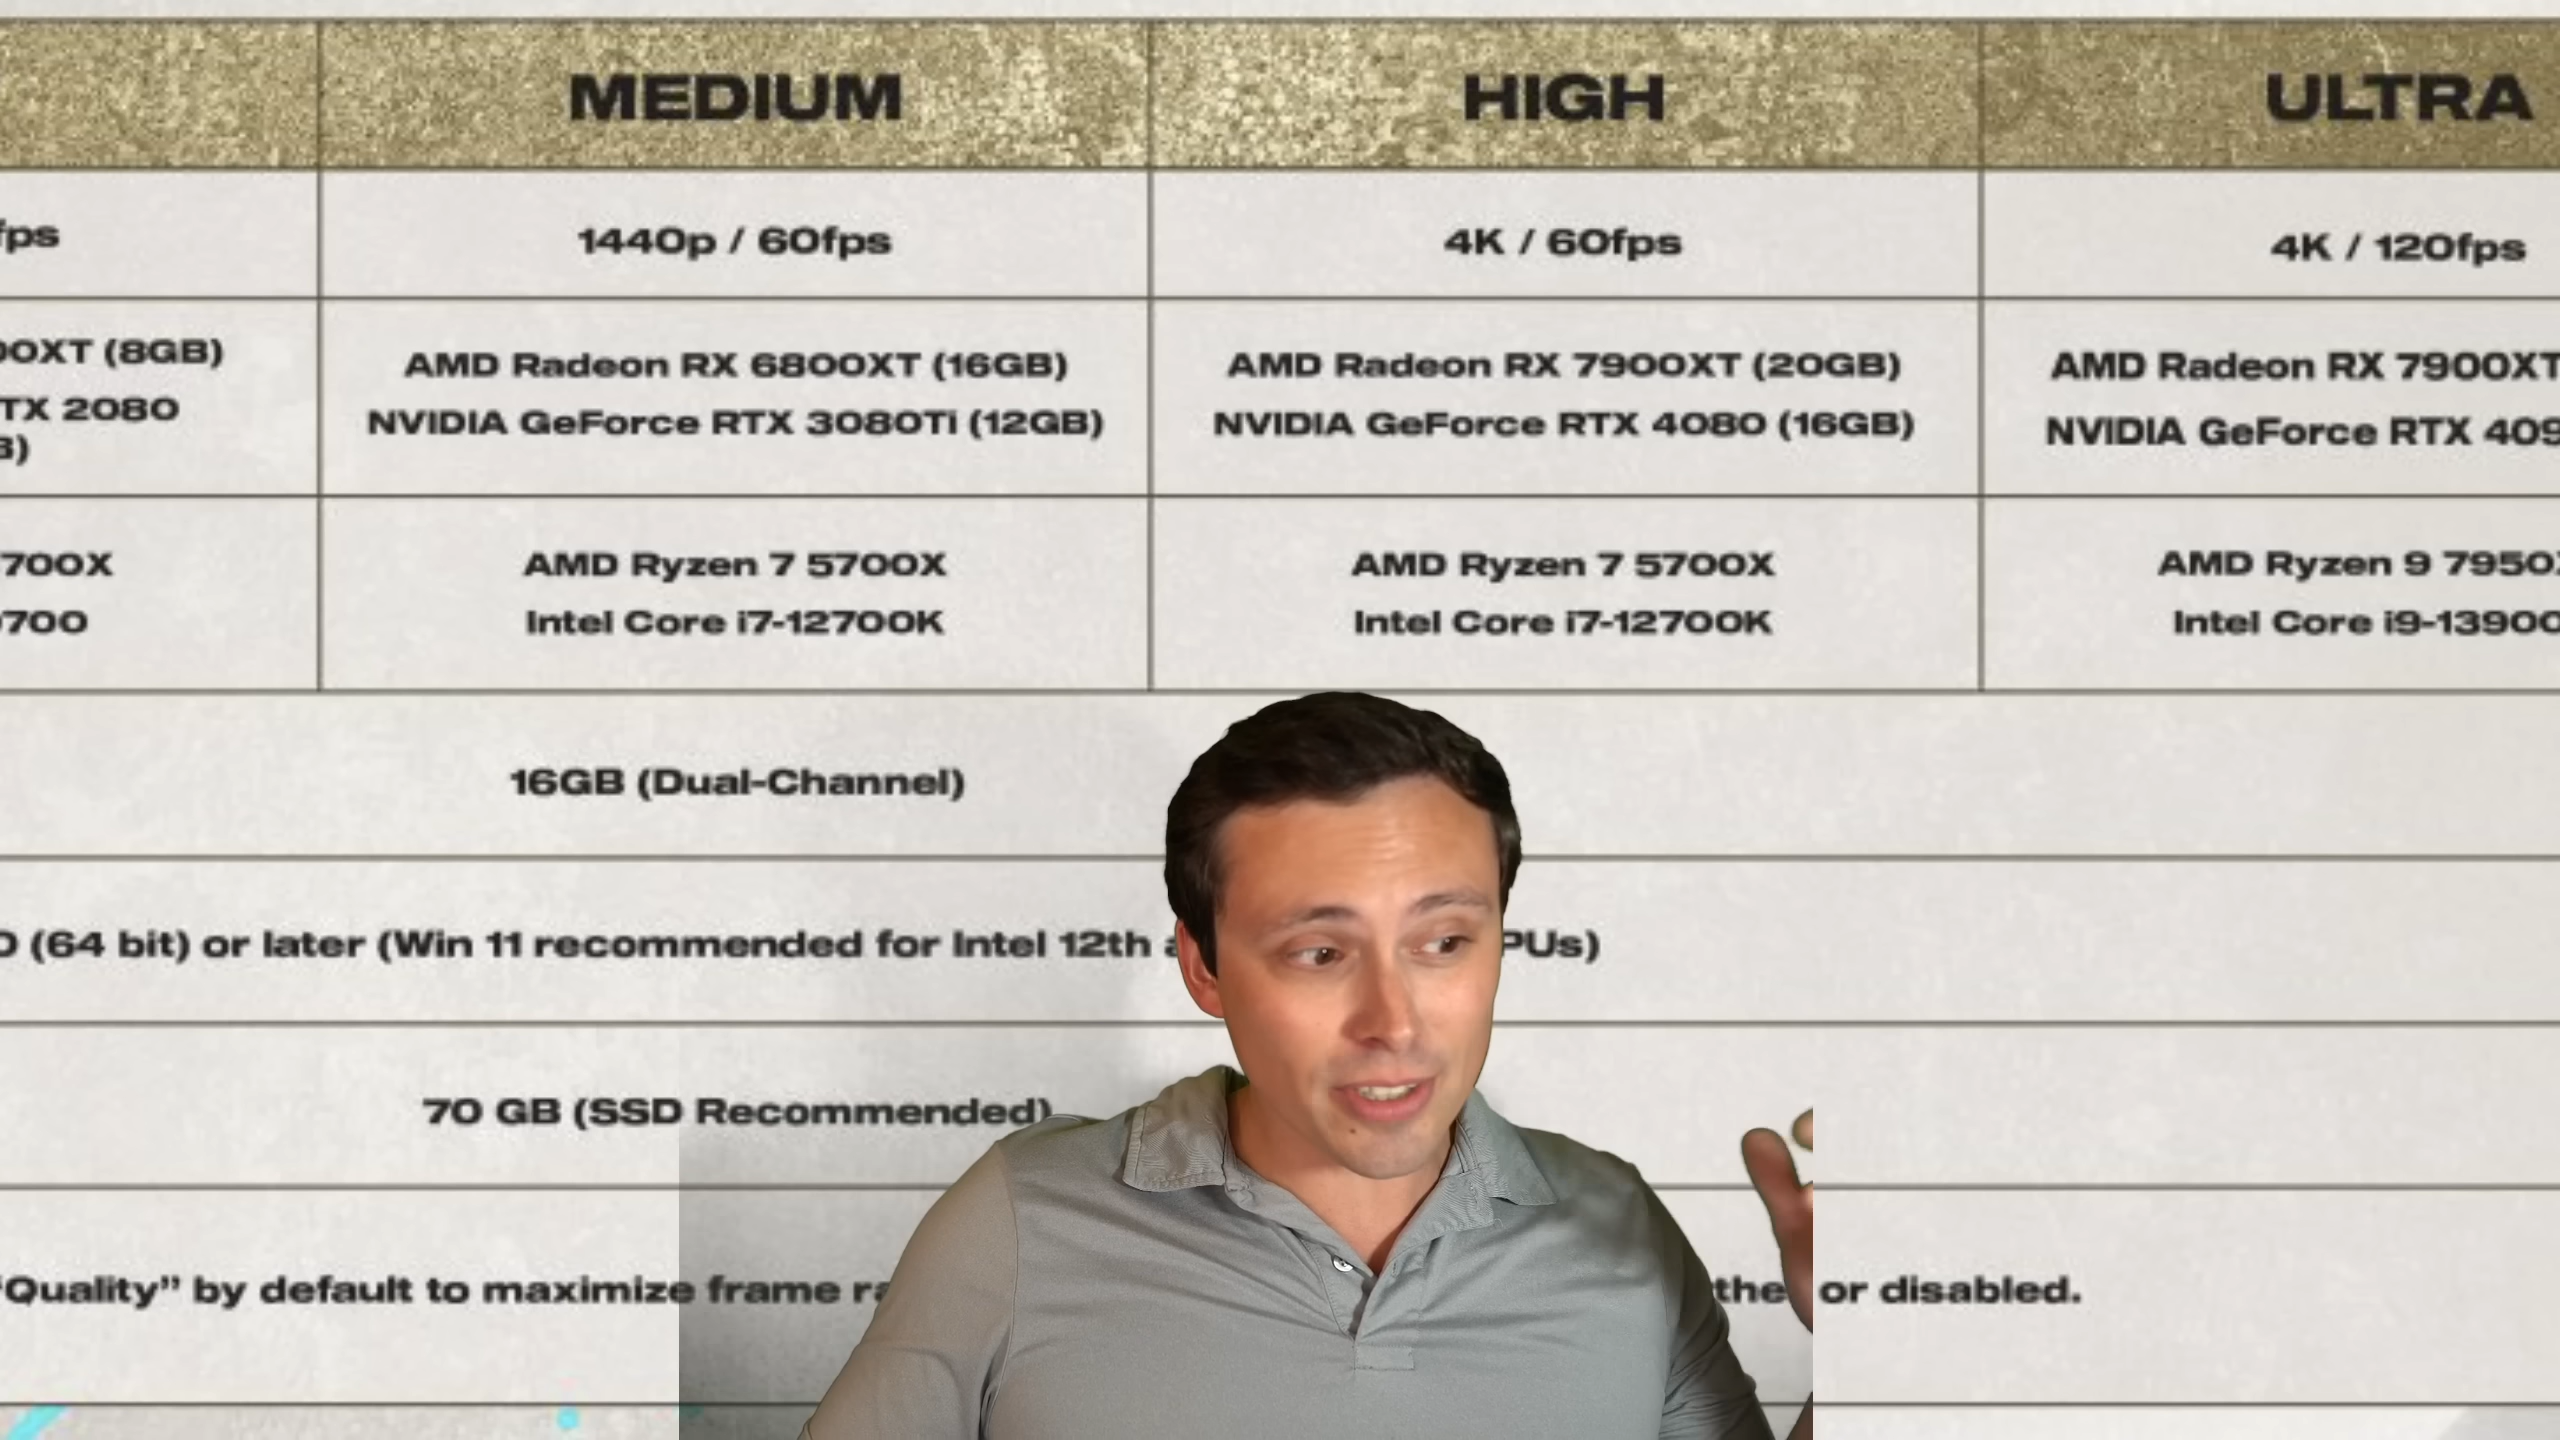 MEDIUM HIGH ULTRA
fps 1440p / 60fps 4K / 60fps 4K / 120fps
(8GB) AMD Radeon RX 6800XT (16GB) AMD Radeon RX 7900XT (20GB) AMD Radeon RX 7900XT
2080 NVIDIA GeForce RTX 3080Ti (12GB) NVIDIA GeForce RTX 4080 (16GB) NVIDIA GeForce RTX
700X AMD Ryzen 7 5700X AMD Ryzen 7 5700X AMD Ryzen 9 7950
700 Intel Core i7-12700K Intel Core i7-12700K Intel Core i9-13900
16GB (Dual-Channel)
(64 bit) or later (Win 11 recommended for Intel 12th PUs)
70 GB (SSD Recommended)
“Quality” by default to maximize frame or disabled.